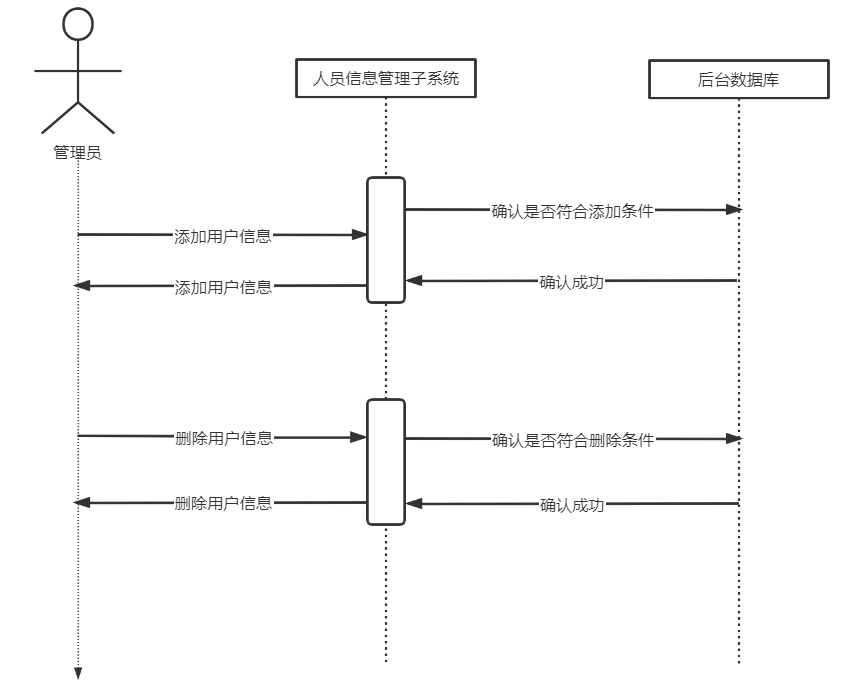 人员信息管理子系统
后台数据库
管理员
确认是否符合添加条件
添加用户信息
确认成功
添加用户信息
删除用户信息
确认是否符合删除条件
删除用户信息
确认成功